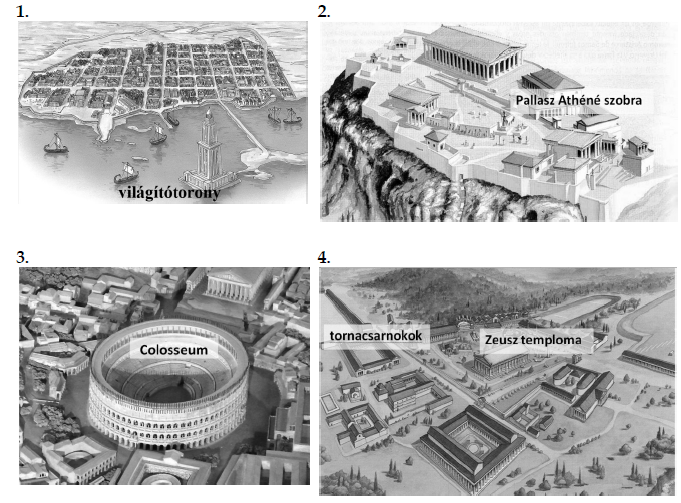 1.
2.
Pallasz Athéné szobra
világítótorony
3.
4.
Colosseum
tornacsarnokok
Zeusz temploma